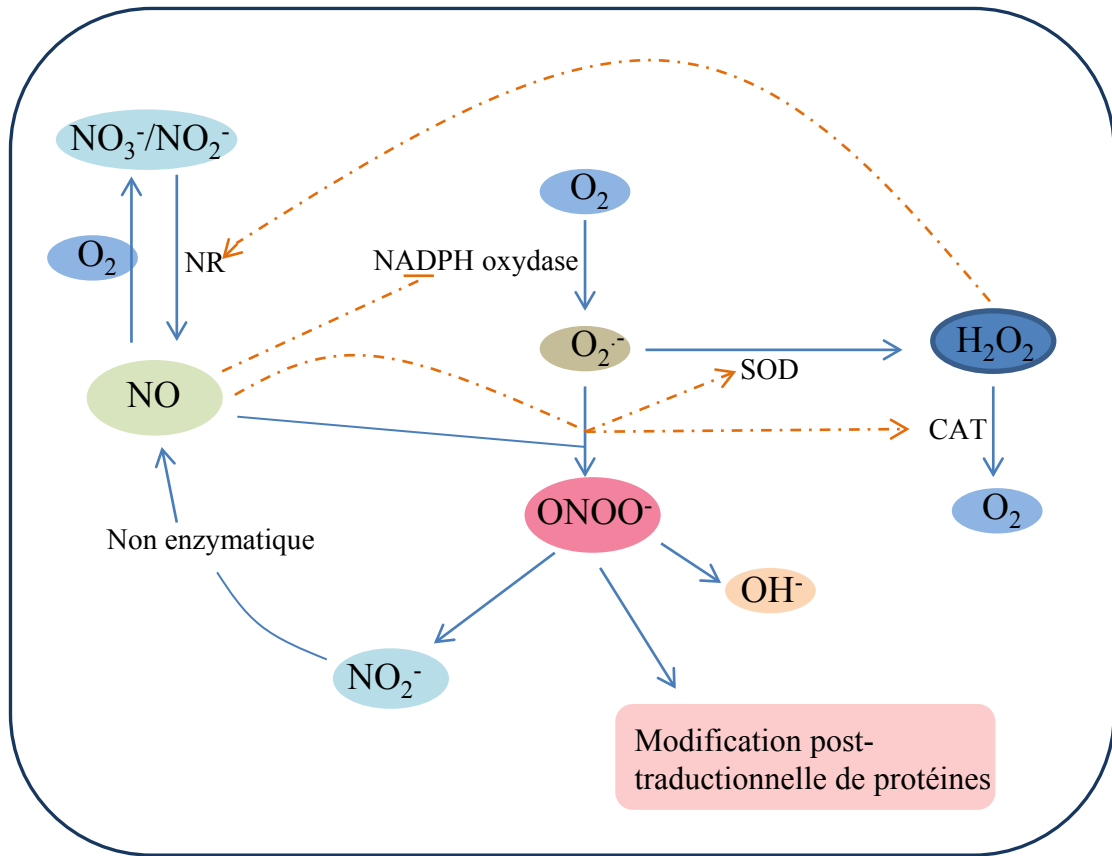 NO₃⁻/NO₂⁻
O₂
O₂
NR
NADPH oxydase
O₂·⁻
H₂O₂
SOD
NO
CAT
ONOO⁻
O₂
Non enzymatique
OH⁻
NO₂⁻
Modification post-
traductionnelle de protéines